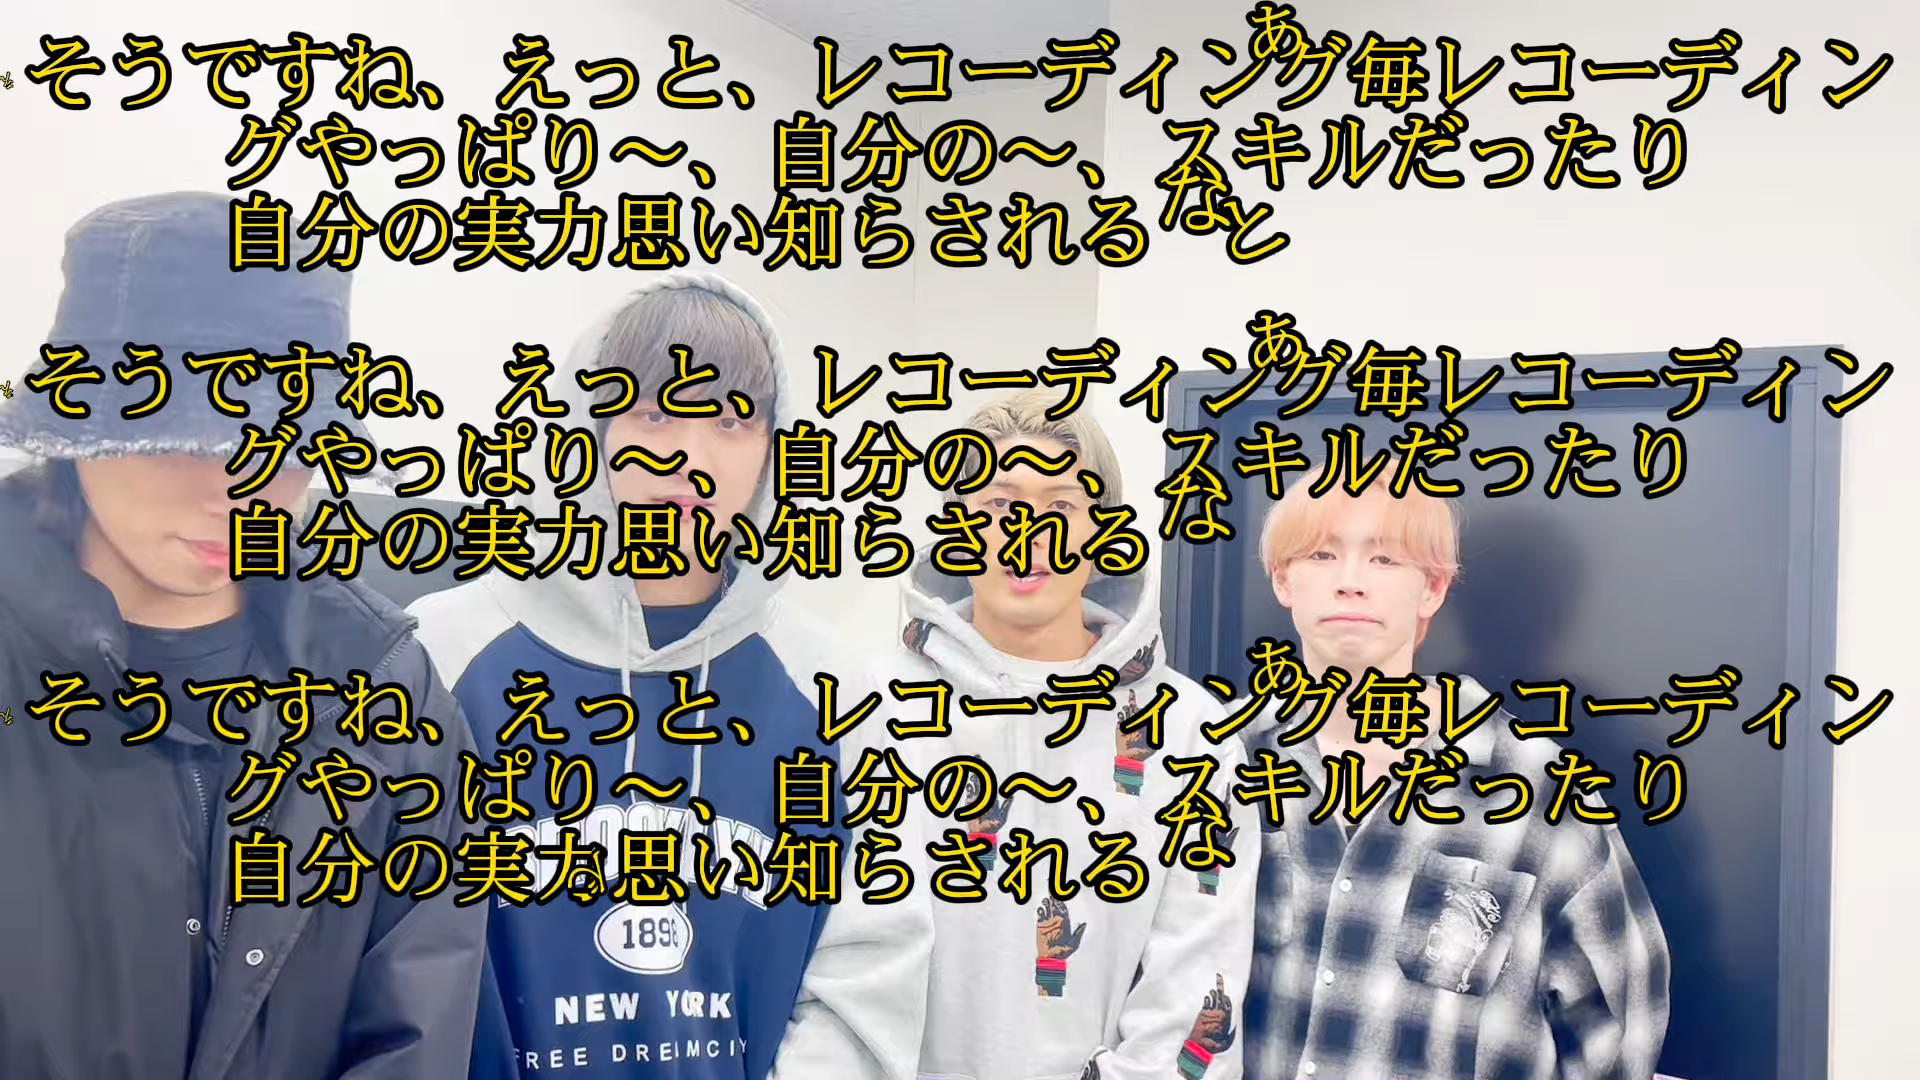 そうですね、えっと、レコーディングあ毎レコーディン
グやっぱり〜、自分の〜、スキルだったり
自分の実力思い知らされるなと
そうですね、えっと、レコーディングあ毎レコーディン
グやっぱり〜、自分の〜、スキルだったり
自分の実力思い知らされるな
そうですね、えっと、レコーディングあ毎レコーディン
グやっぱり〜、自分の〜、スキルだったり
自分の実力思い知らされるな
1898
NEW YORK
FREE DREAMCITY